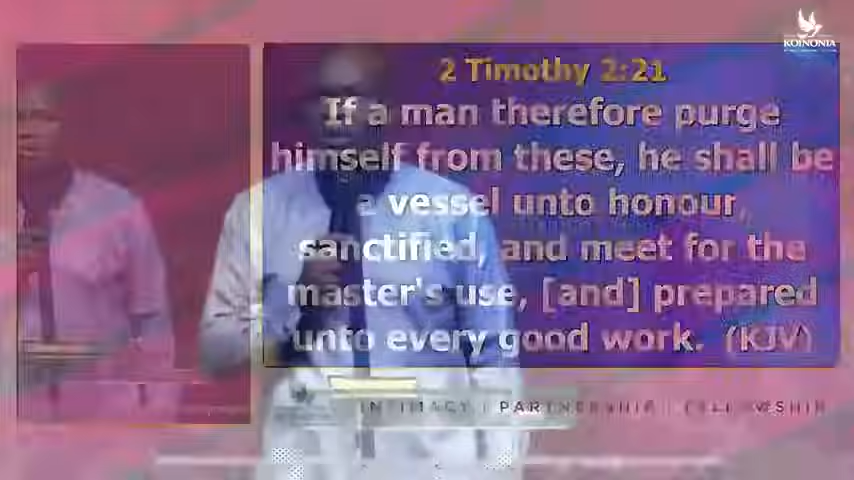 KOINONIA
2 Timothy 2:21
If a man therefore purge
himself from these, he shall be
a vessel unto honour,
sanctified, and meet for the
master's use, [and] prepared
unto every good work. (KJV)
INTIMACY | PARTNERSHIP | FELLOWSHIP